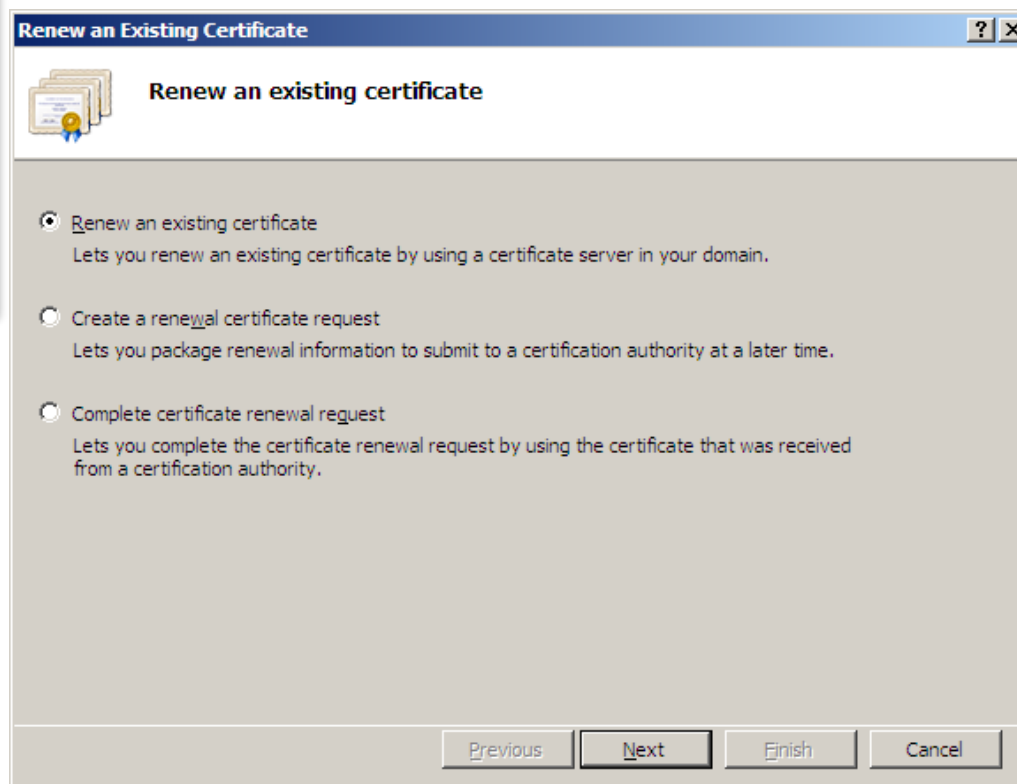 Renew an Existing Certificate
Renew an existing certificate
Renew an existing certificate
Lets you renew an existing certificate by using a certificate server in your domain.
Create a renewal certificate request
Lets you package renewal information to submit to a certification authority at a later time.
Complete certificate renewal request
Lets you complete the certificate renewal request by using the certificate that was received
from a certification authority.
Previous Next Finish Cancel